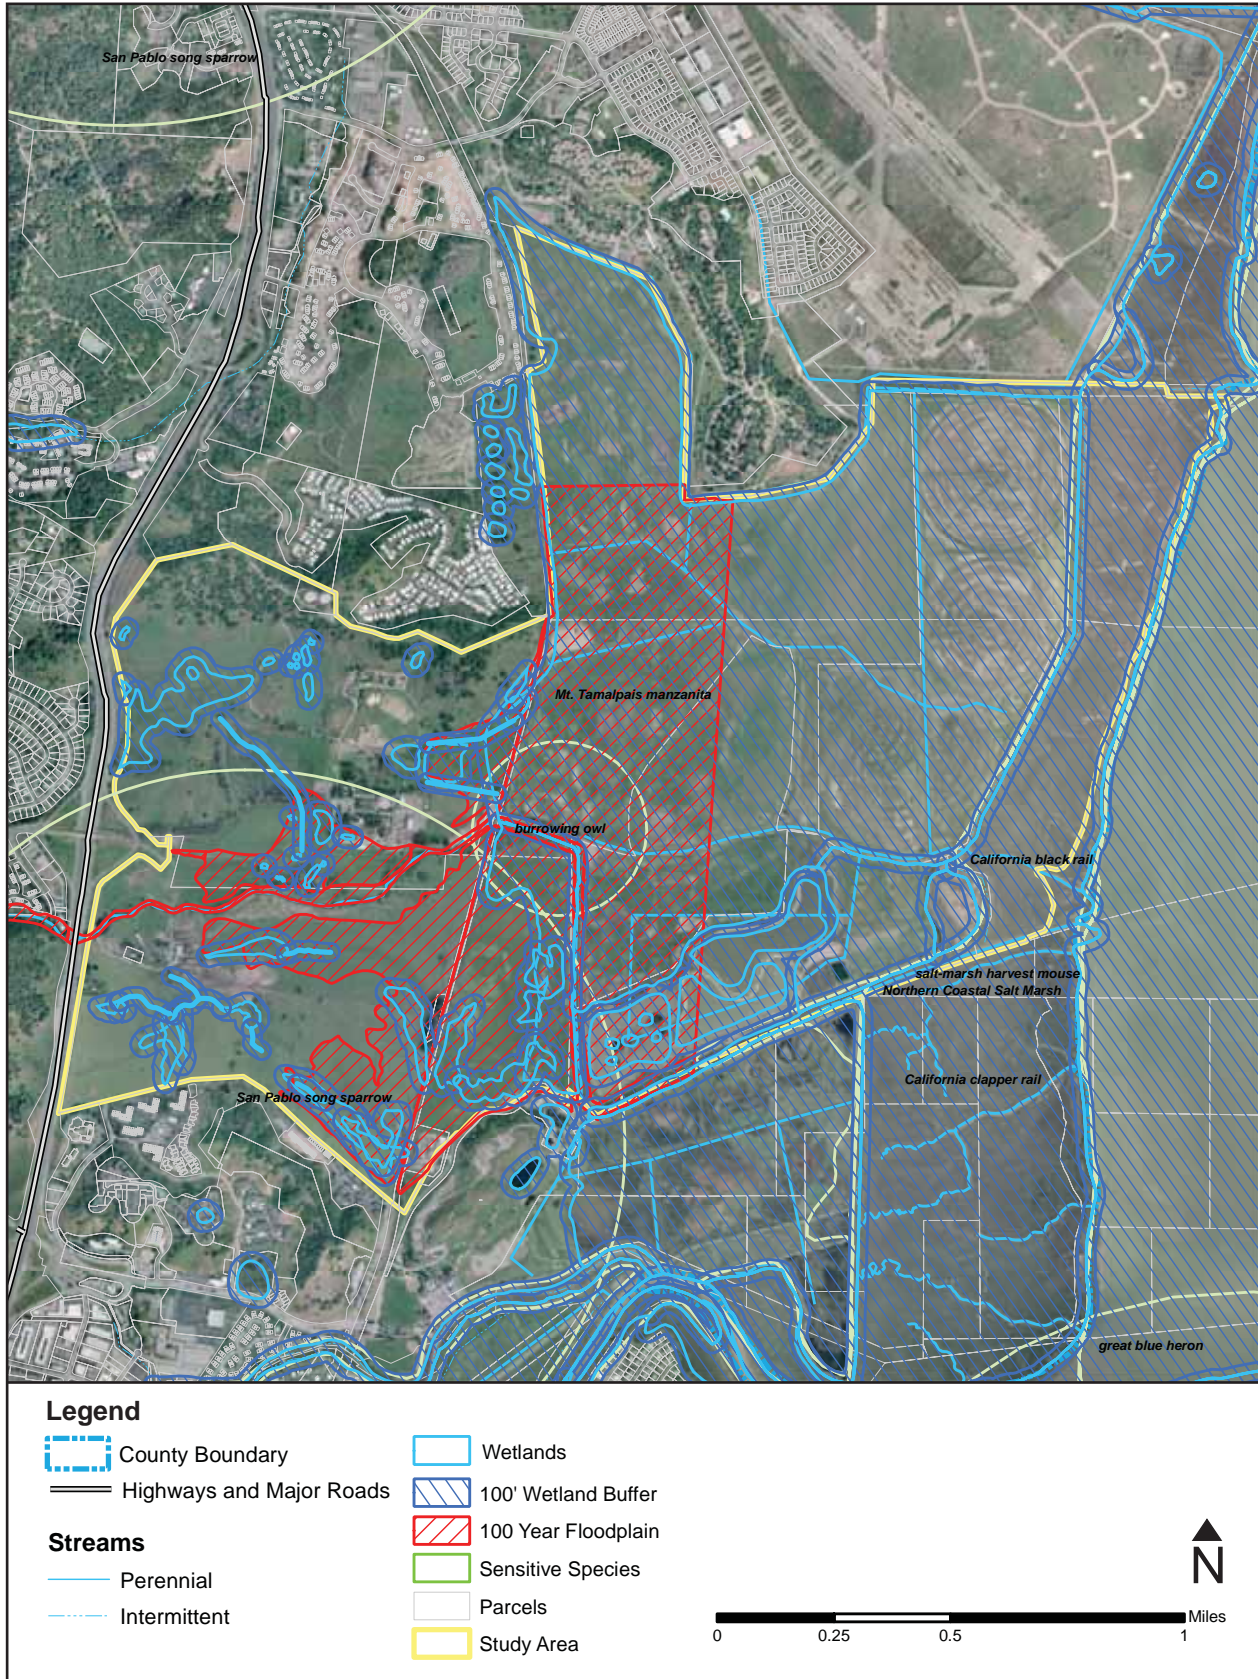 San Pablo song sparrow
Mt. Tamalpais manzanita
burrowing owl
California black rail
salt-marsh harvest mouse
Northern Coastal Salt Marsh
California clapper rail
San Pablo song sparrow
great blue heron
Legend
County Boundary
Highways and Major Roads
Streams
Perennial
Intermittent
Wetlands
100' Wetland Buffer
100 Year Floodplain
Sensitive Species
Parcels
Study Area
N
Miles
0 0.25 0.5 1